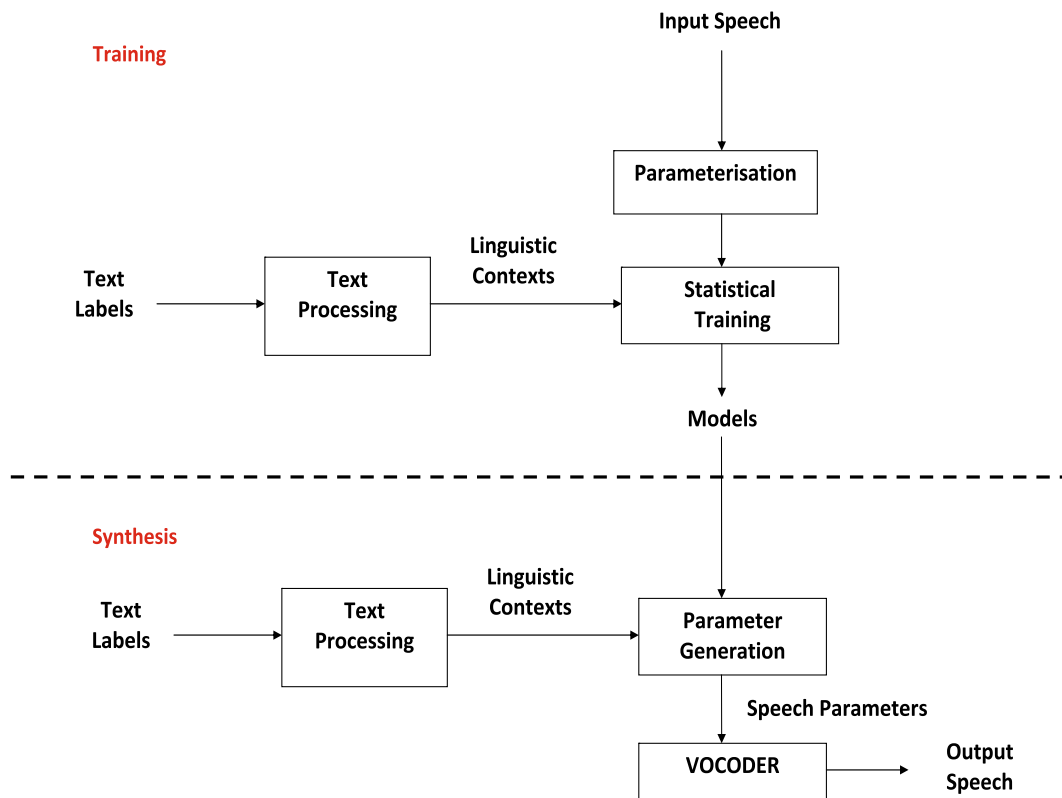 Input Speech
Training
Parameterisation
Linguistic
Contexts
Text
Labels
Text
Processing
Statistical
Training
Models
Synthesis
Linguistic
Contexts
Text
Labels
Text
Processing
Parameter
Generation
Speech Parameters
VOCODER
Output
Speech